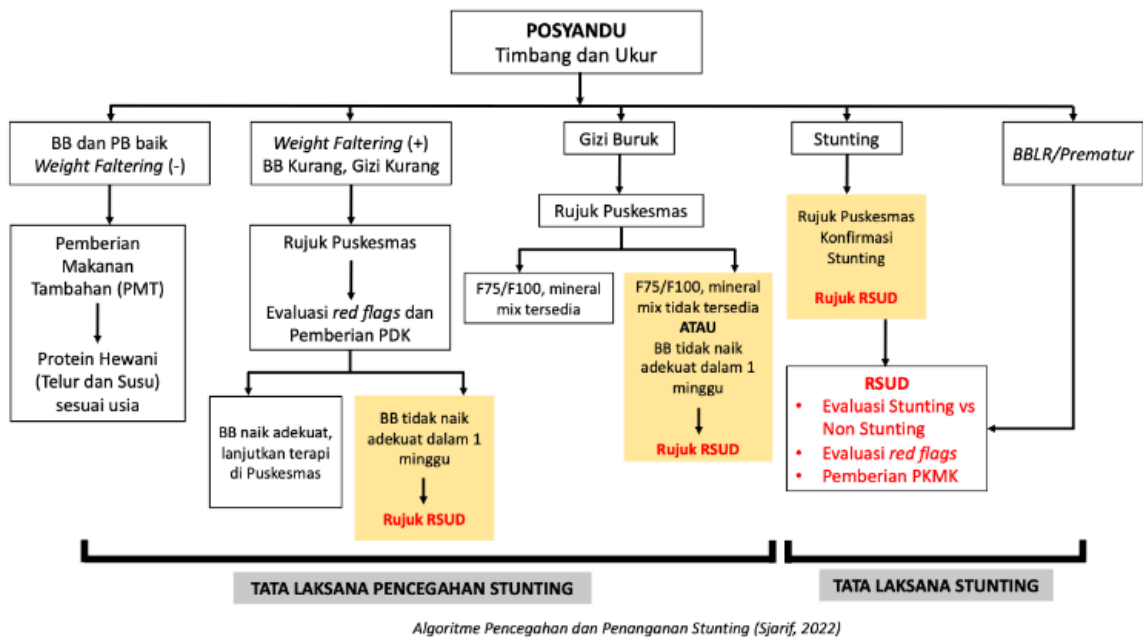 POSYANDU
Timbang dan Ukur
BB dan PB baik
Weight Faltering (-)
Weight Faltering (+)
BB Kurang, Gizi Kurang
Gizi Buruk
Stunting
BBLR/Prematur
Pemberian
Makanan
Tambahan (PMT)
Protein Hewani
(Telur dan Susu)
sesuai usia
Rujuk Puskesmas
Evaluasi red flags dan
Pemberian PDK
BB naik adekuat,
lanjutkan terapi
di Puskesmas
BB tidak naik
adekuat dalam 1
minggu
Rujuk RSUD
Rujuk Puskesmas
F75/F100, mineral
mix tersedia
F75/F100, mineral
mix tidak tersedia
ATAU
BB tidak naik
adekuat dalam 1
minggu
Rujuk RSUD
Rujuk Puskesmas
Konfirmasi
Stunting
Rujuk RSUD
RSUD
• Evaluasi Stunting vs
Non Stunting
• Evaluasi red flags
• Pemberian PKMK
TATA LAKSANA PENCEGAHAN STUNTING
TATA LAKSANA STUNTING
Algoritme Pencegahan dan Penanganan Stunting (Sjarif, 2022)